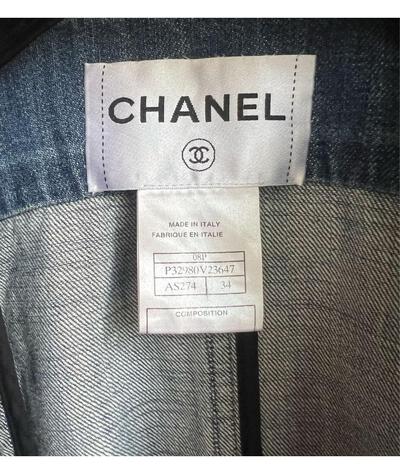 CHANEL
MADE IN ITALY
FABRIQUE EN ITALIE
08P
P32980V23647
AS274 34
COMPOSITION